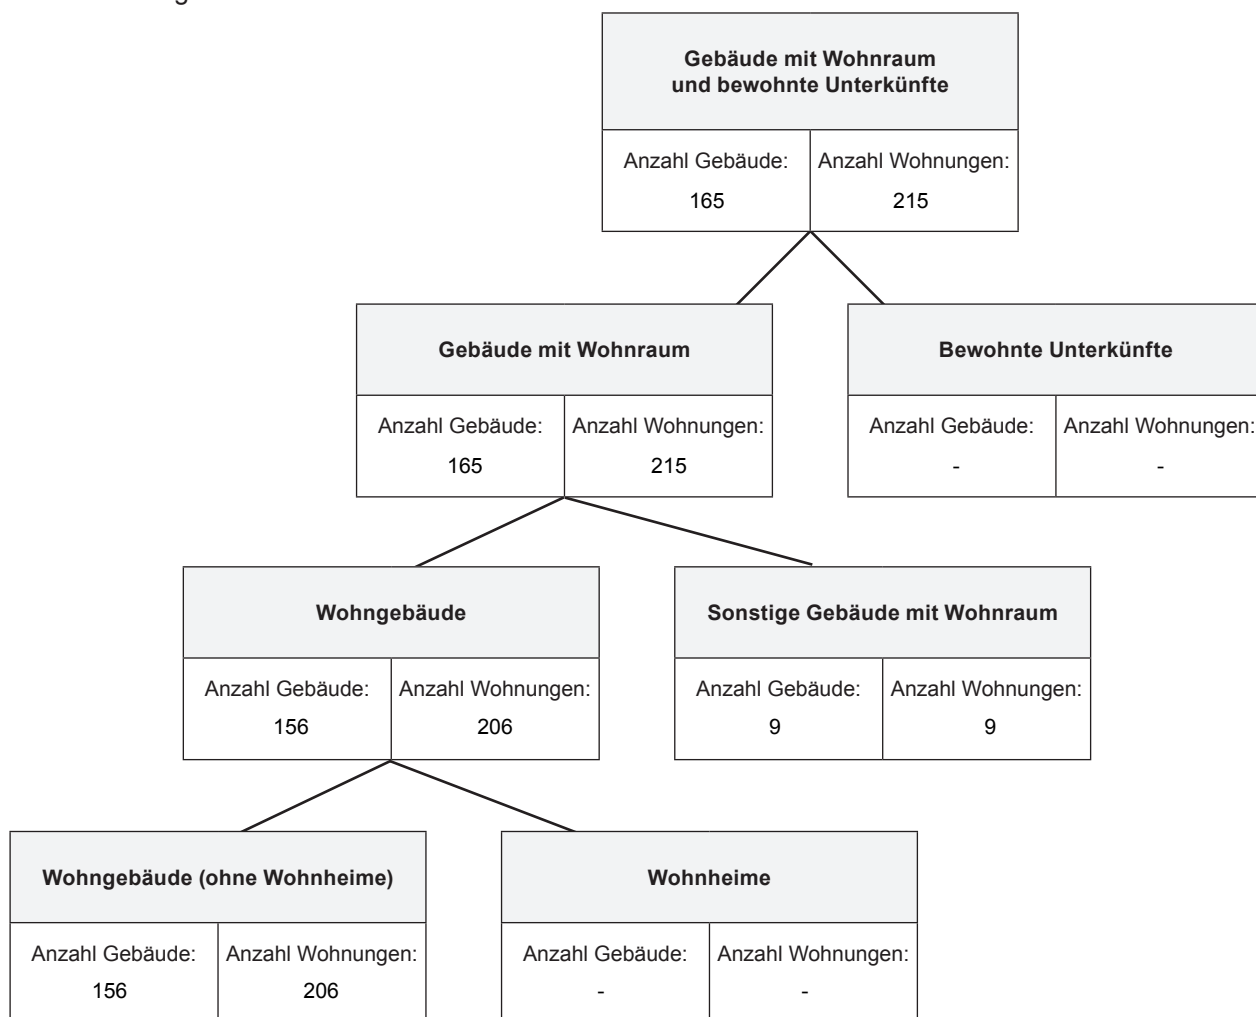 Gebäude mit Wohnraum
und bewohnte Unterkünfte
Anzahl Gebäude: Anzahl Wohnungen:
165 215
Gebäude mit Wohnraum Bewohnte Unterkünfte
Anzahl Gebäude: Anzahl Wohnungen: Anzahl Gebäude: Anzahl Wohnungen:
165 215 - -
Wohngebäude Sonstige Gebäude mit Wohnraum
Anzahl Gebäude: Anzahl Wohnungen: Anzahl Gebäude: Anzahl Wohnungen:
156 206 9 9
Wohngebäude (ohne Wohnheime) Wohnheime
Anzahl Gebäude: Anzahl Wohnungen: Anzahl Gebäude: Anzahl Wohnungen:
156 206 - -